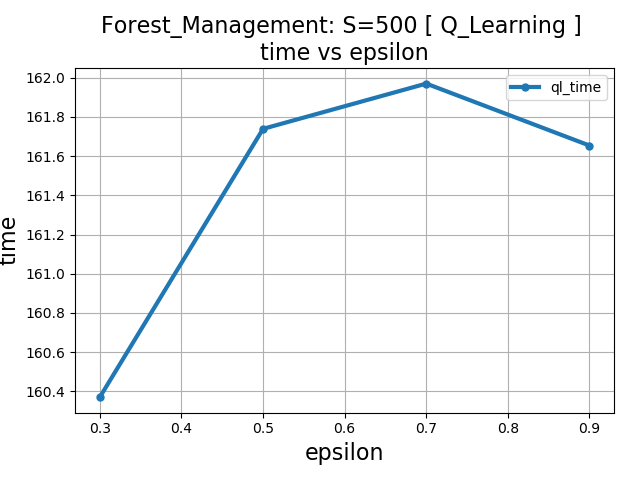 Forest_Management: S=500 [ Q_Learning ]
time vs epsilon
ql_time
162.0
161.8
161.6
161.4
161.2
161.0
160.8
160.6
160.4
time
0.3 0.4 0.5 0.6 0.7 0.8 0.9
epsilon